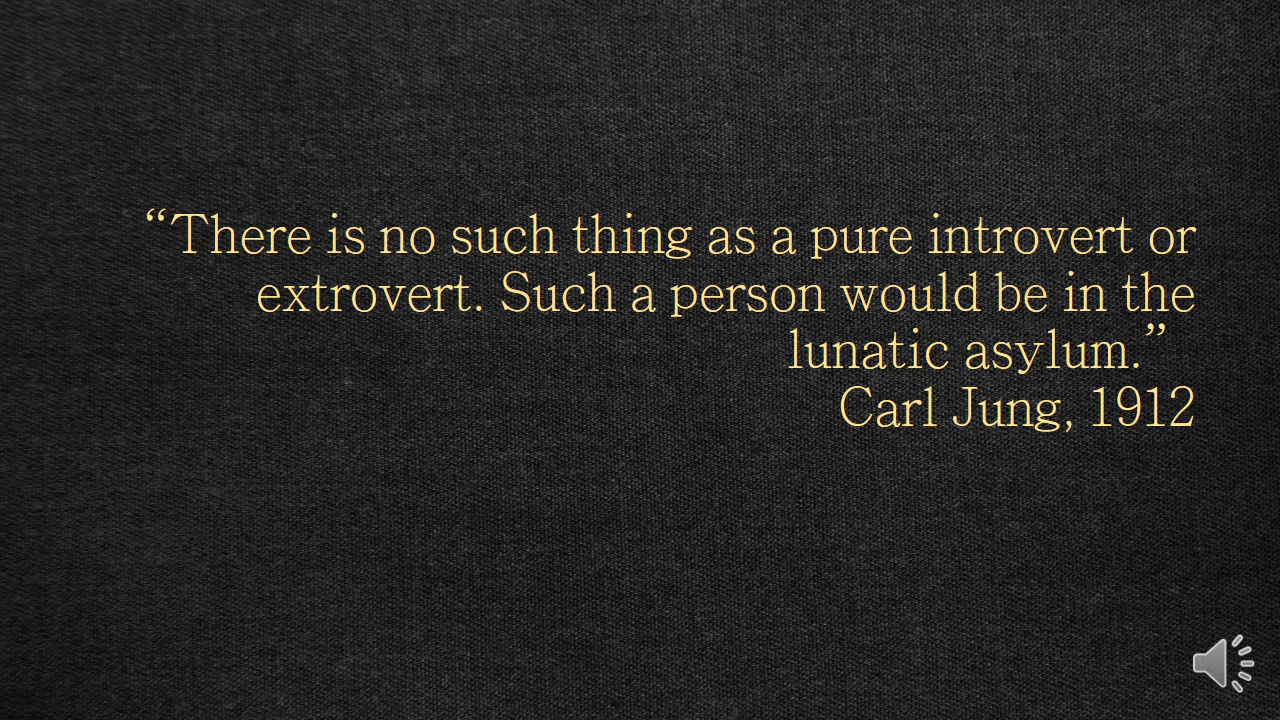 “There is no such thing as a pure introvert or
extrovert. Such a person would be in the
lunatic asylum.”
Carl Jung, 1912